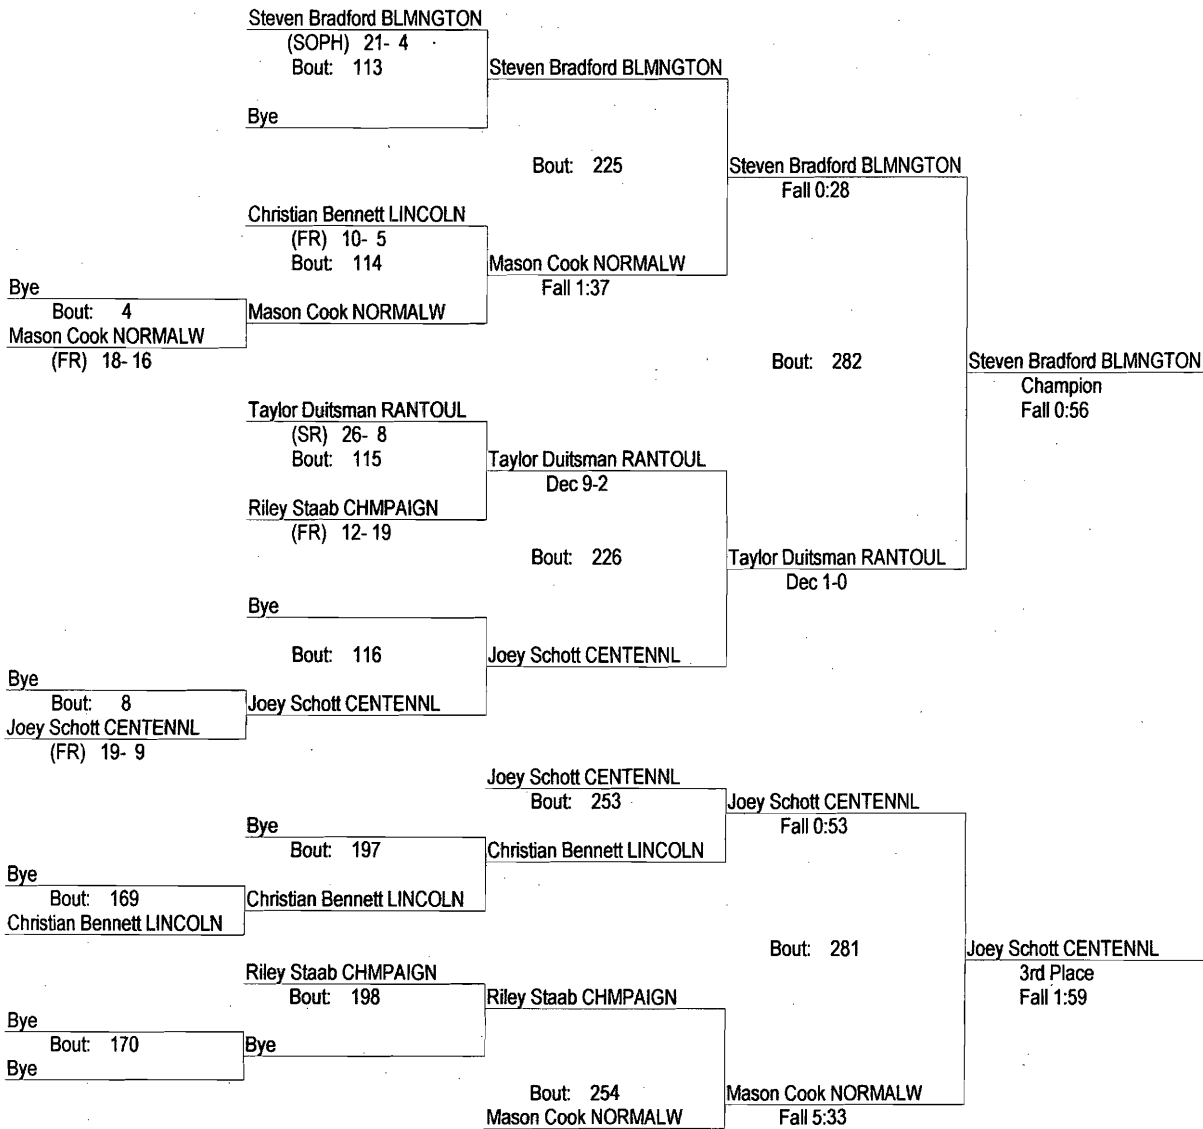 Steven Bradford BLMNGTON
(SOPH) 21- 4
Bout: 113
Steven Bradford BLMNGTON
Bye
Bout: 225
Steven Bradford BLMNGTON
Fall 0:28
Christian Bennett LINCOLN
(FR) 10- 5
Bout: 114
Mason Cook NORMALW
Fall 1:37
Bye
Bout: 4
Mason Cook NORMALW
Mason Cook NORMALW
(FR) 18- 16
Bout: 282
Steven Bradford BLMNGTON
Champion
Fall 0:56
Taylor Duitsman RANTOUL
(SR) 26- 8
Bout: 115
Taylor Duitsman RANTOUL
Dec 9-2
Riley Staab CHMPAIGN
(FR) 12- 19
Bout: 226
Taylor Duitsman RANTOUL
Dec 1-0
Bye
Bout: 116
Joey Schott CENTENNL
Bye
Bout: 8
Joey Schott CENTENNL
Joey Schott CENTENNL
(FR) 19- 9
Joey Schott CENTENNL
Bout: 253
Joey Schott CENTENNL
Fall 0:53
Bye
Bout: 197
Christian Bennett LINCOLN
Bye
Bout: 169
Christian Bennett LINCOLN
Christian Bennett LINCOLN
Bout: 281
Joey Schott CENTENNL
3rd Place
Fall 1:59
Riley Staab CHMPAIGN
Bout: 198
Riley Staab CHMPAIGN
Bye
Bout: 170
Bye
Bye
Bout: 254
Mason Cook NORMALW
Mason Cook NORMALW
Fall 5:33